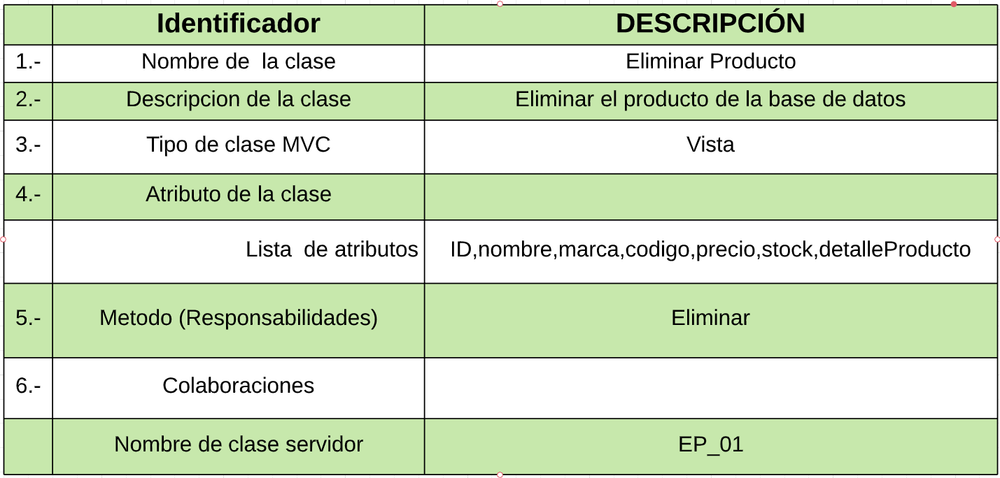 Identificador DESCRIPCIÓN
1.- Nombre de  la clase Eliminar Producto
2.- Descripcion de la clase Eliminar el producto de la base de datos
3.- Tipo de clase MVC Vista
4.- Atributo de la clase
Lista  de atributos ID,nombre,marca,codigo,precio,stock,detalleProducto
5.- Metodo (Responsabilidades) Eliminar
6.- Colaboraciones
Nombre de clase servidor EP_01